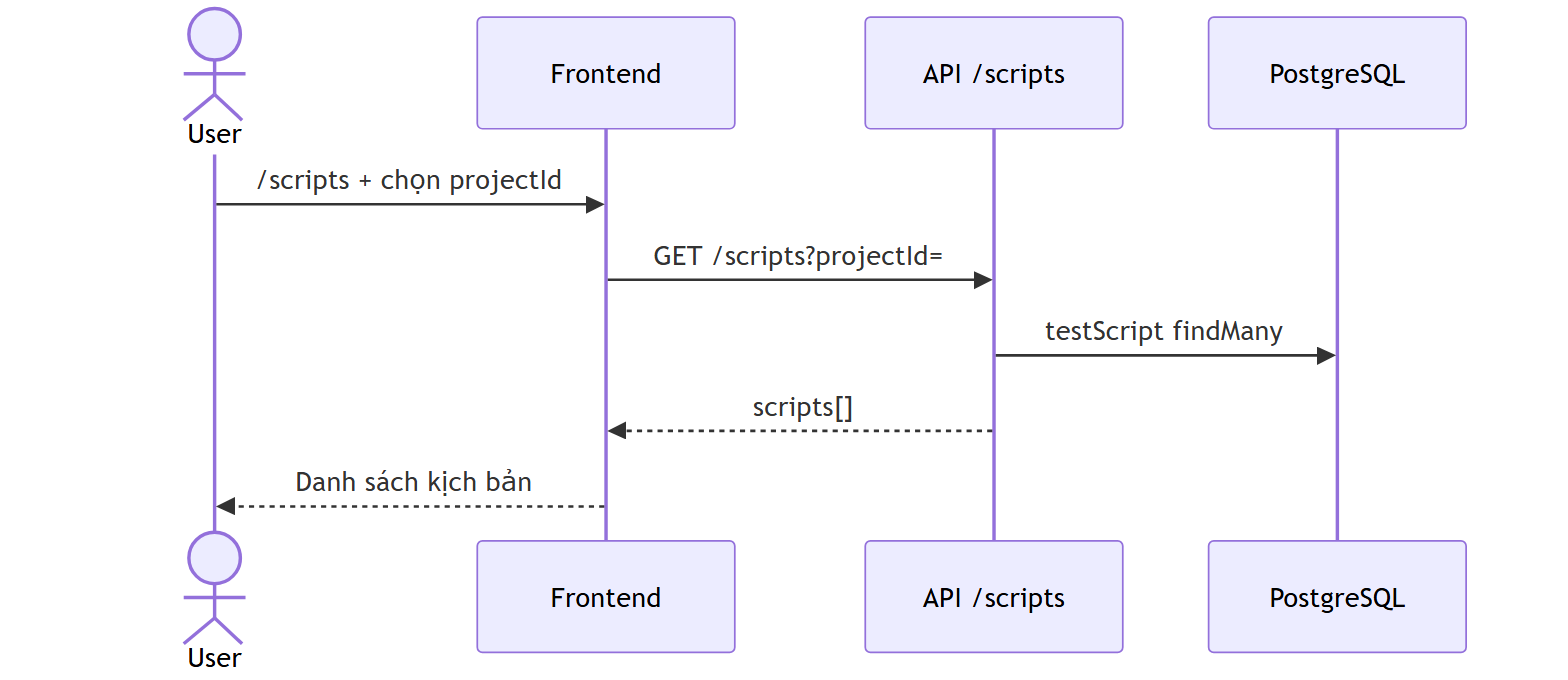 User
Frontend
API /scripts
PostgreSQL
/scripts + chọn projectId
GET /scripts?projectId=
testScript findMany
scripts[]
Danh sách kịch bản
User
Frontend
API /scripts
PostgreSQL